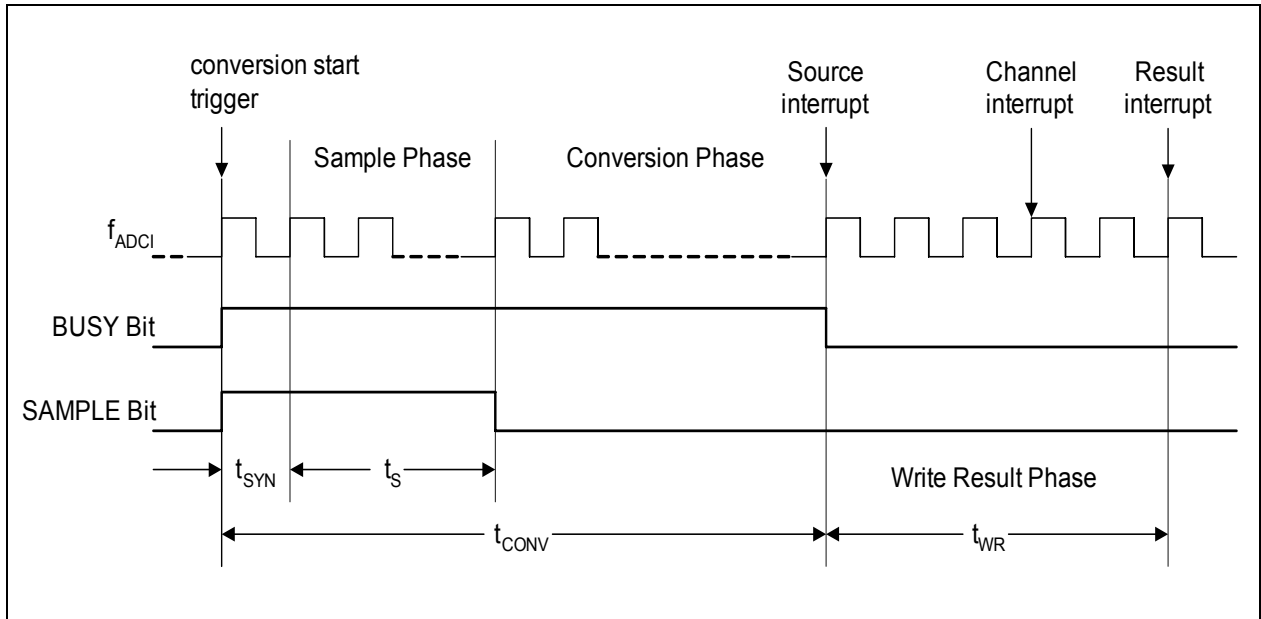 conversion start
trigger
Source
interrupt
Channel
interrupt
Result
interrupt
Sample Phase
Conversion Phase
fADCI
BUSY Bit
SAMPLE Bit
tSYN
tS
Write Result Phase
tCONV
tWR